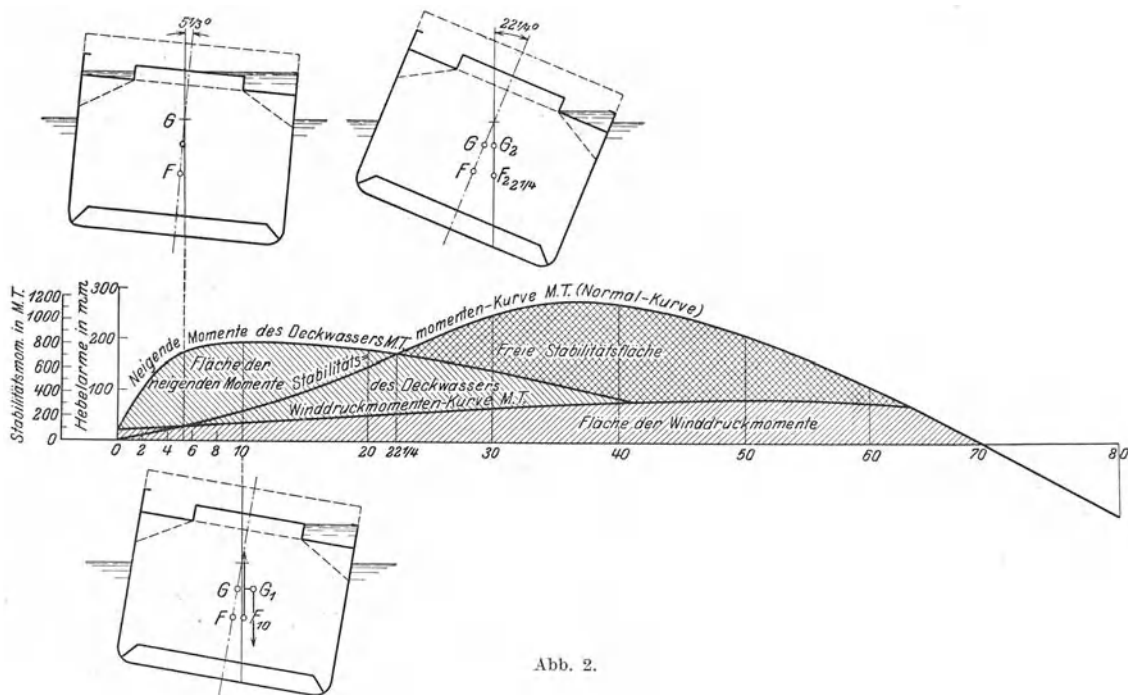 5 1/3°
22 1/4°
G
F
G
G2
F
F2 22 1/4
Stabilitätsmom. in M.T.
1200
1000
800
600
400
200
0
Hebelarme in mm.
300
200
100
Neigende Momente des Deckwassers M.T.
Stabilitäts-momenten-Kurve M.T. (Normal-Kurve)
Fläche der
neigenden Momente
des Deckwassers
Freie Stabilitätsfläche
Winddruckmomenten-Kurve M.T.
Fläche der Winddruckmomente
0 2 4 6 8 10 20 22 1/4 30 40 50 60 70 80
G
G1
F
F10
Abb. 2.